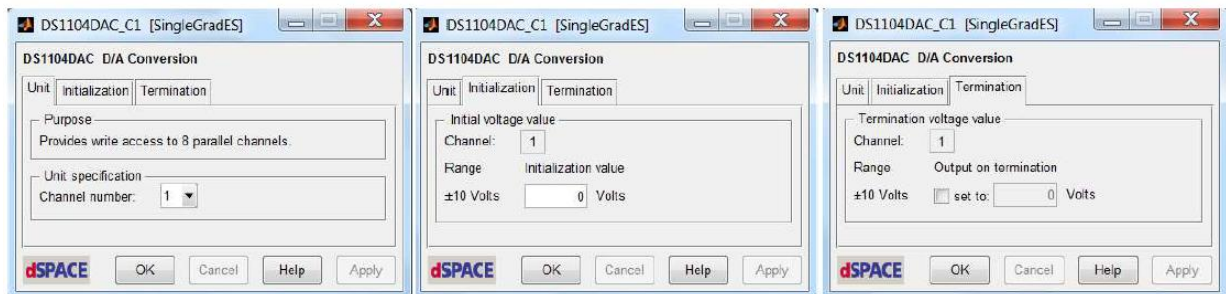 DS1104DAC_C1 [SingleGradES]
DS1104DAC D/A Conversion
Unit Initialization Termination
Purpose
Provides write access to 8 parallel channels.
Unit specification
Channel number: 1
dSPACE OK Cancel Help Apply
DS1104DAC_C1 [SingleGradES]
DS1104DAC D/A Conversion
Unit Initialization Termination
Initial voltage value
Channel: 1
Range Initialization value
±10 Volts 0 Volts
dSPACE OK Cancel Help Apply
DS1104DAC_C1 [SingleGradES]
DS1104DAC D/A Conversion
Unit Initialization Termination
Termination voltage value
Channel: 1
Range Output on termination
±10 Volts set to: 0 Volts
dSPACE OK Cancel Help Apply